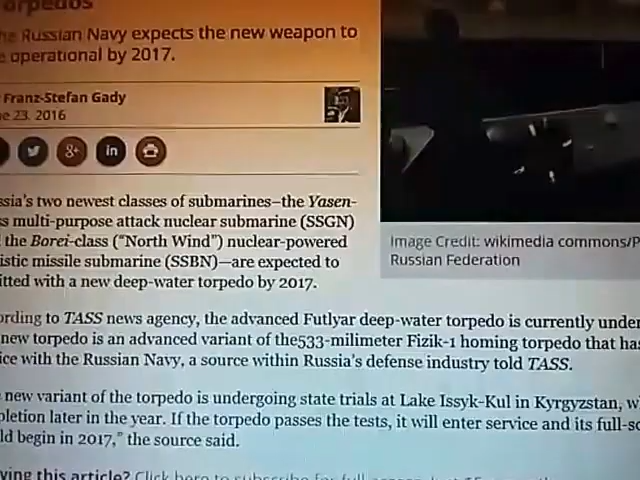 orpedos
he Russian Navy expects the new weapon to
e operational by 2017.
Franz-Stefan Gady
e 23, 2016
g+ in
ssia's two newest classes of submarines–the Yasen-
ss multi-purpose attack nuclear submarine (SSGN)
the Borei-class ("North Wind") nuclear-powered
istic missile submarine (SSBN)—are expected to
itted with a new deep-water torpedo by 2017.
Image Credit: wikimedia commons/P
Russian Federation
ording to TASS news agency, the advanced Futlyar deep-water torpedo is currently under
new torpedo is an advanced variant of the533-milimeter Fizik-1 homing torpedo that has
ice with the Russian Navy, a source within Russia's defense industry told TASS.
new variant of the torpedo is undergoing state trials at Lake Issyk-Kul in Kyrgyzstan, w
pletion later in the year. If the torpedo passes the tests, it will enter service and its full-sc
ld begin in 2017," the source said.
ying this article? Click here to subscribe for full